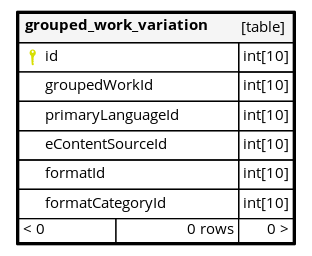 grouped_work_variation [table]
id int[10]
groupedWorkId int[10]
primaryLanguageId int[10]
eContentSourceId int[10]
formatId int[10]
formatCategoryId int[10]
< 0 0 rows 0 >